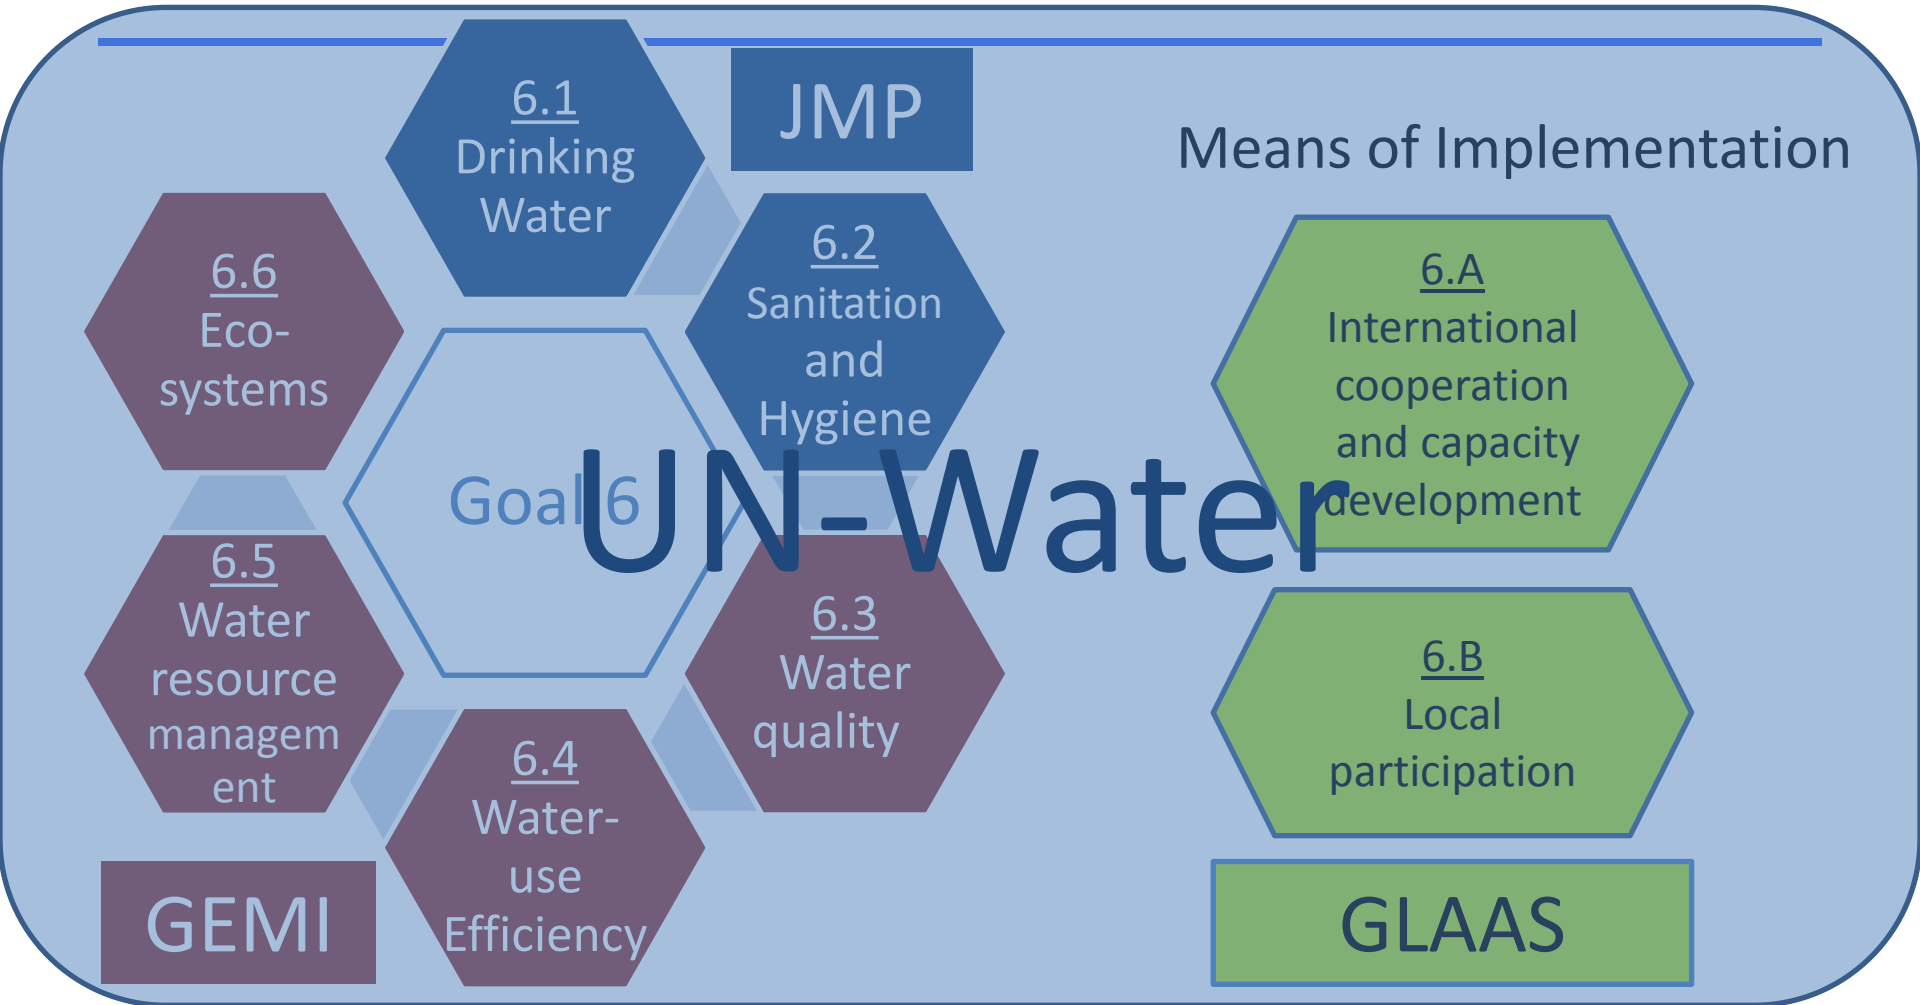 6.1
Drinking
Water
JMP
Means of Implementation
6.2
Sanitation
and
Hygiene
6.6
Eco-
systems
Goal 6
UN-Water
6.A
International
cooperation
and capacity
development
6.5
Water
resource
managem
ent
6.3
Water
quality
6.4
Water-
use
Efficiency
6.B
Local
participation
GEMI
GLAAS